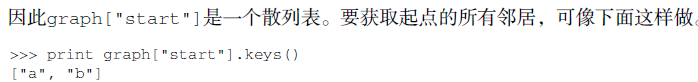 因此graph["start"]是一个散列表。要获取起点的所有邻居，可像下面这样做。
>>> print graph["start"].keys()
["a", "b"]